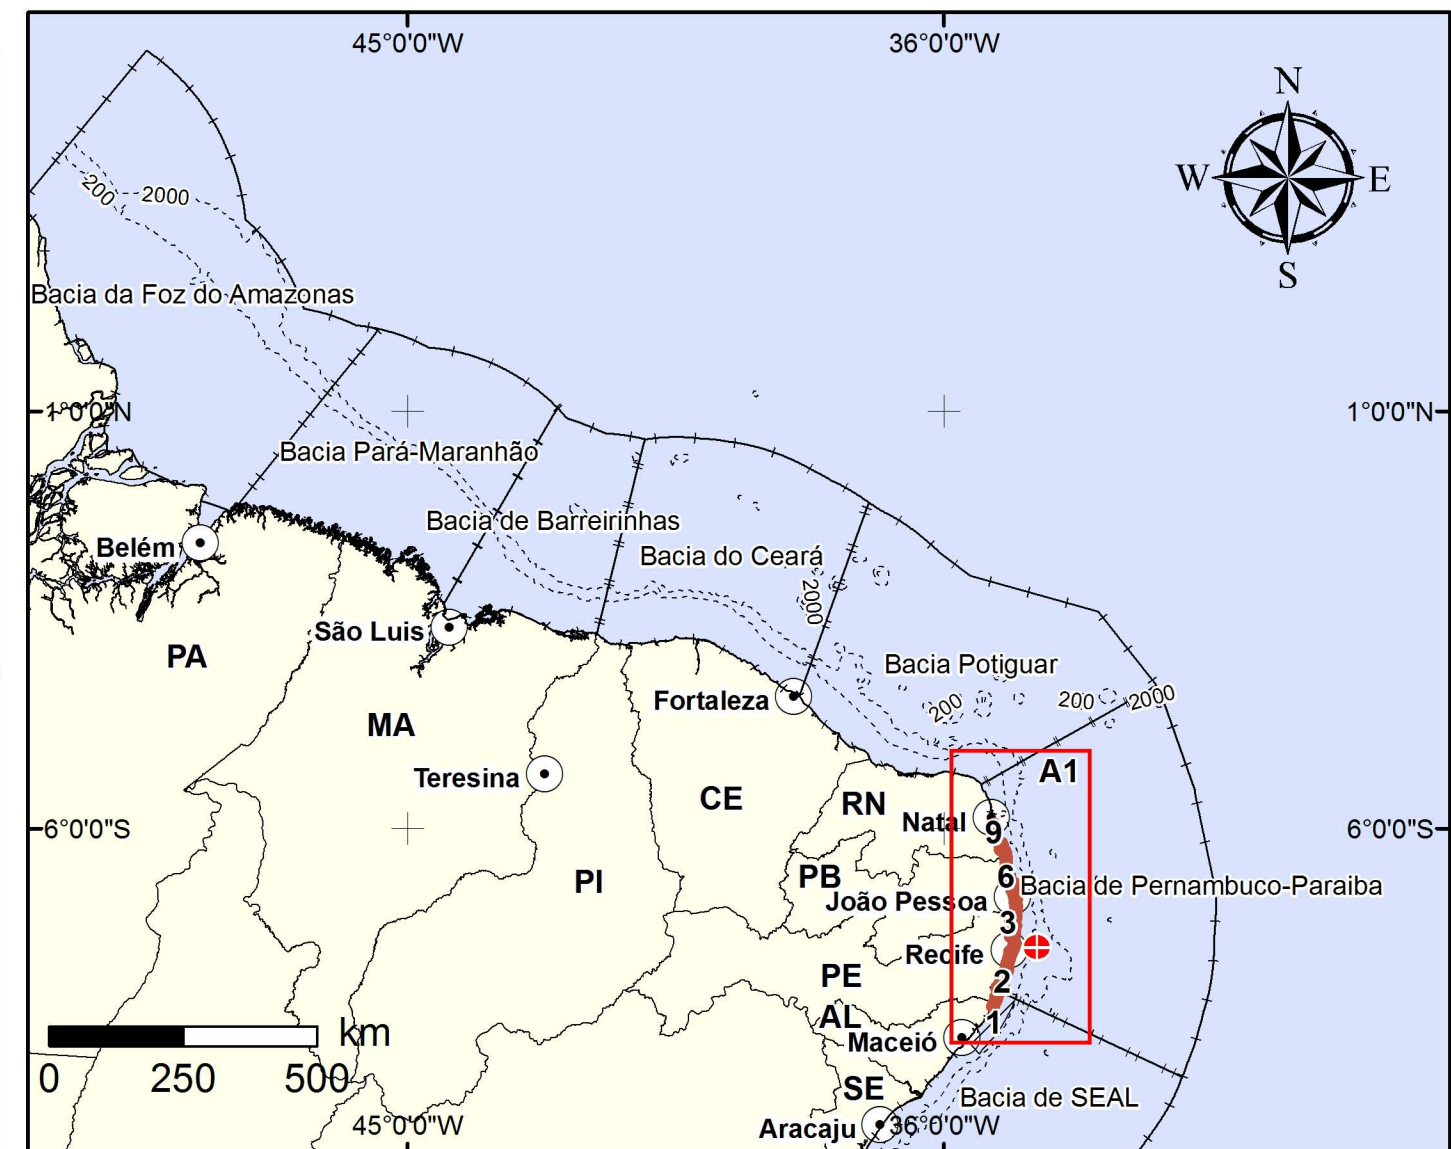 45°0'0"W
36°0'0"W
N
W
E
S
200
2000
Bacia da Foz do Amazonas
1°0'0"N
1°0'0"N
Bacia Pará-Maranhão
Bacia de Barreirinhas
Belém
Bacia do Ceará
2000
São Luis
PA
Bacia Potiguar
Fortaleza
200
200
2000
MA
Teresina
CE
A1
RN
Natal
9
6°0'0"S
6°0'0"S
PI
PB
6
Bacia de Pernambuco-Paraiba
João Pessoa
3
Recife
PE
2
AL
1
Maceió
km
0
250
500
SE
Bacia de SEAL
45°0'0"W
Aracaju
36°0'0"W